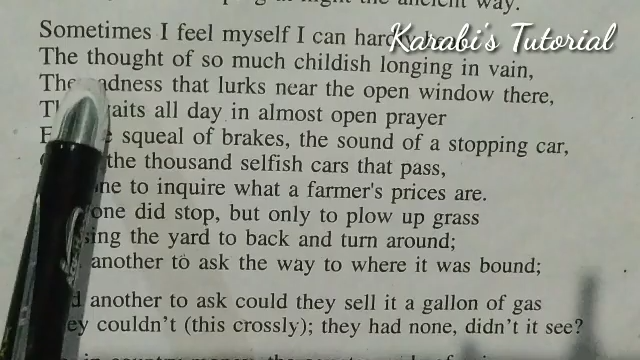 the ancient way.
Sometimes I feel myself I can hardly
Karabi's Tutorial
The thought of so much childish longing in vain,
The sadness that lurks near the open window there,
That waits all day in almost open prayer
squeal of brakes, the sound of a stopping car,
the thousand selfish cars that pass,
to inquire what a farmer's prices are.
one did stop, but only to plow up grass
the yard to back and turn around;
another to ask the way to where it was bound;
another to ask could they sell it a gallon of gas
couldn't (this crossly); they had none, didn't it see?